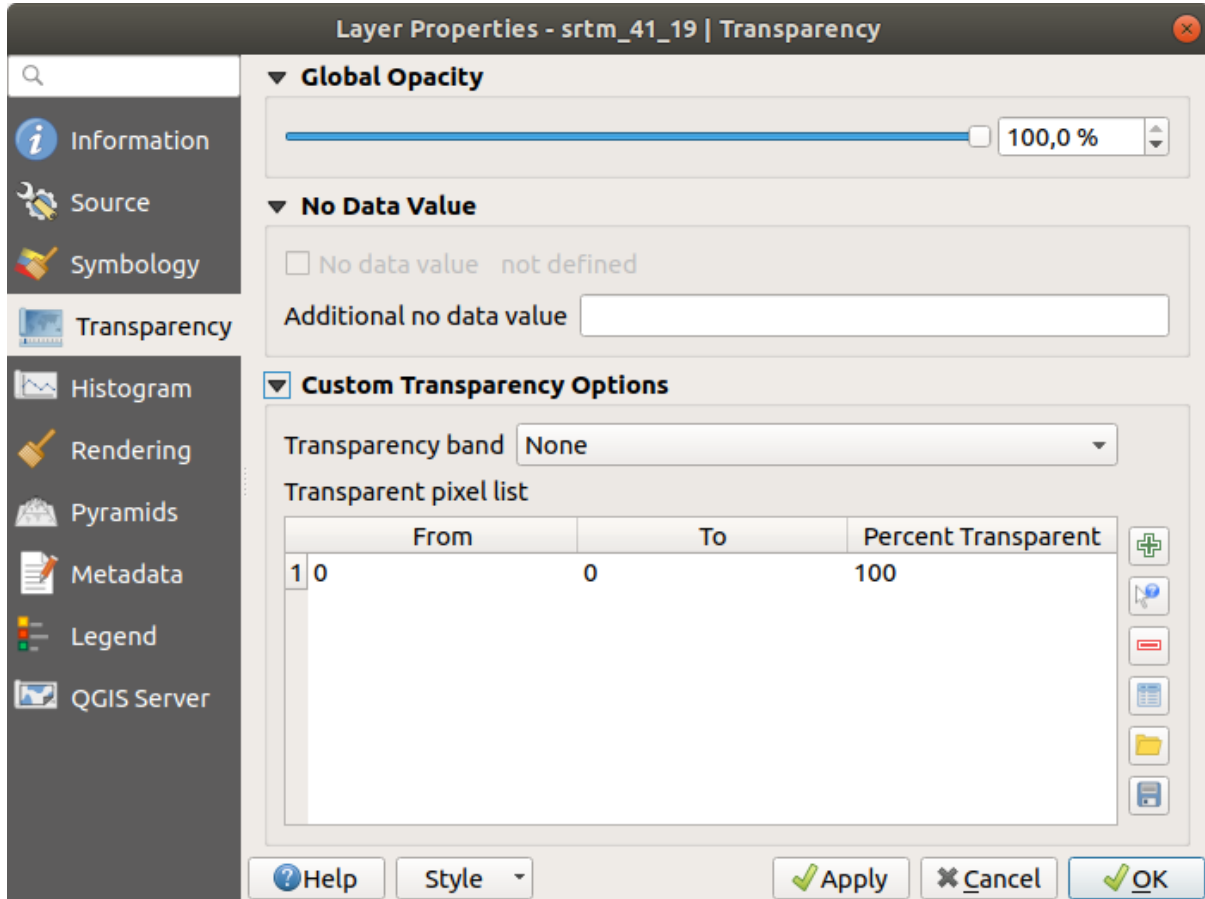 Layer Properties - srtm_41_19 | Transparency
Information
Source
Symbology
Transparency
Histogram
Rendering
Pyramids
Metadata
Legend
QGIS Server
Global Opacity
100,0 %
No Data Value
No data value not defined
Additional no data value
Custom Transparency Options
Transparency band None
Transparent pixel list
From To Percent Transparent
1 0 0 100
Help Style Apply Cancel OK